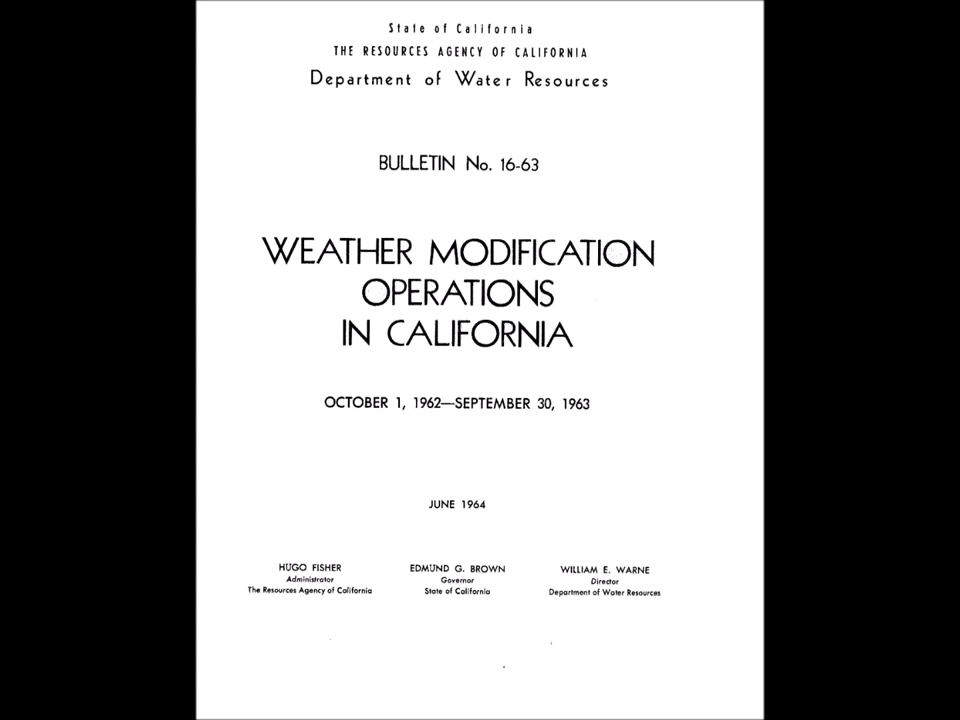 State of California
THE RESOURCES AGENCY OF CALIFORNIA
Department of Water Resources
BULLETIN No. 16-63
WEATHER MODIFICATION
OPERATIONS
IN CALIFORNIA
OCTOBER 1, 1962—SEPTEMBER 30, 1963
JUNE 1964
HUGO FISHER
Administrator
The Resources Agency of California
EDMUND G. BROWN
Governor
State of California
WILLIAM E. WARNE
Director
Department of Water Resources